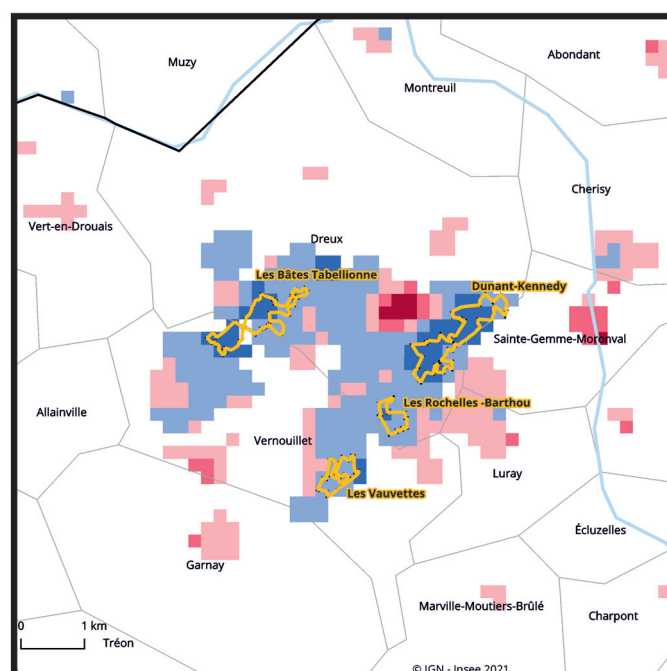 Abondant
Muzy
Montreuil
Cherisy
Vert-en-Drouais
Dreux
Les Bâtes Tabellionne
Dunant-Kennedy
Sainte-Gemme-Moronval
Allainville
Les Rochelles -Barthou
Vernouillet
Luray
Les Vauvettes
Écluzelles
Garnay
Marville-Moutiers-Brûlé
Charpont
0 1 km
Tréon
© IGN - Insee 2021